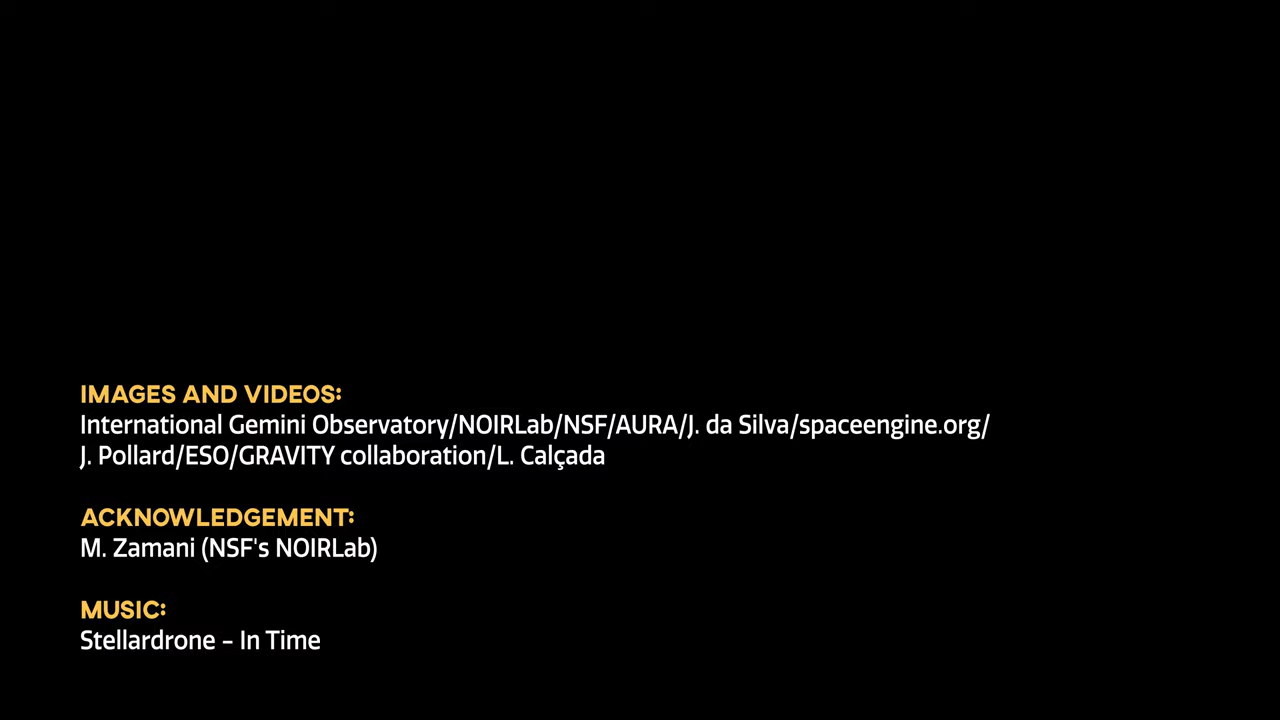 IMAGES AND VIDEOS:
International Gemini Observatory/NOIRLab/NSF/AURA/J. da Silva/spaceengine.org/
J. Pollard/ESO/GRAVITY collaboration/L. Calçada
ACKNOWLEDGEMENT:
M. Zamani (NSF's NOIRLab)
MUSIC:
Stellardrone – In Time